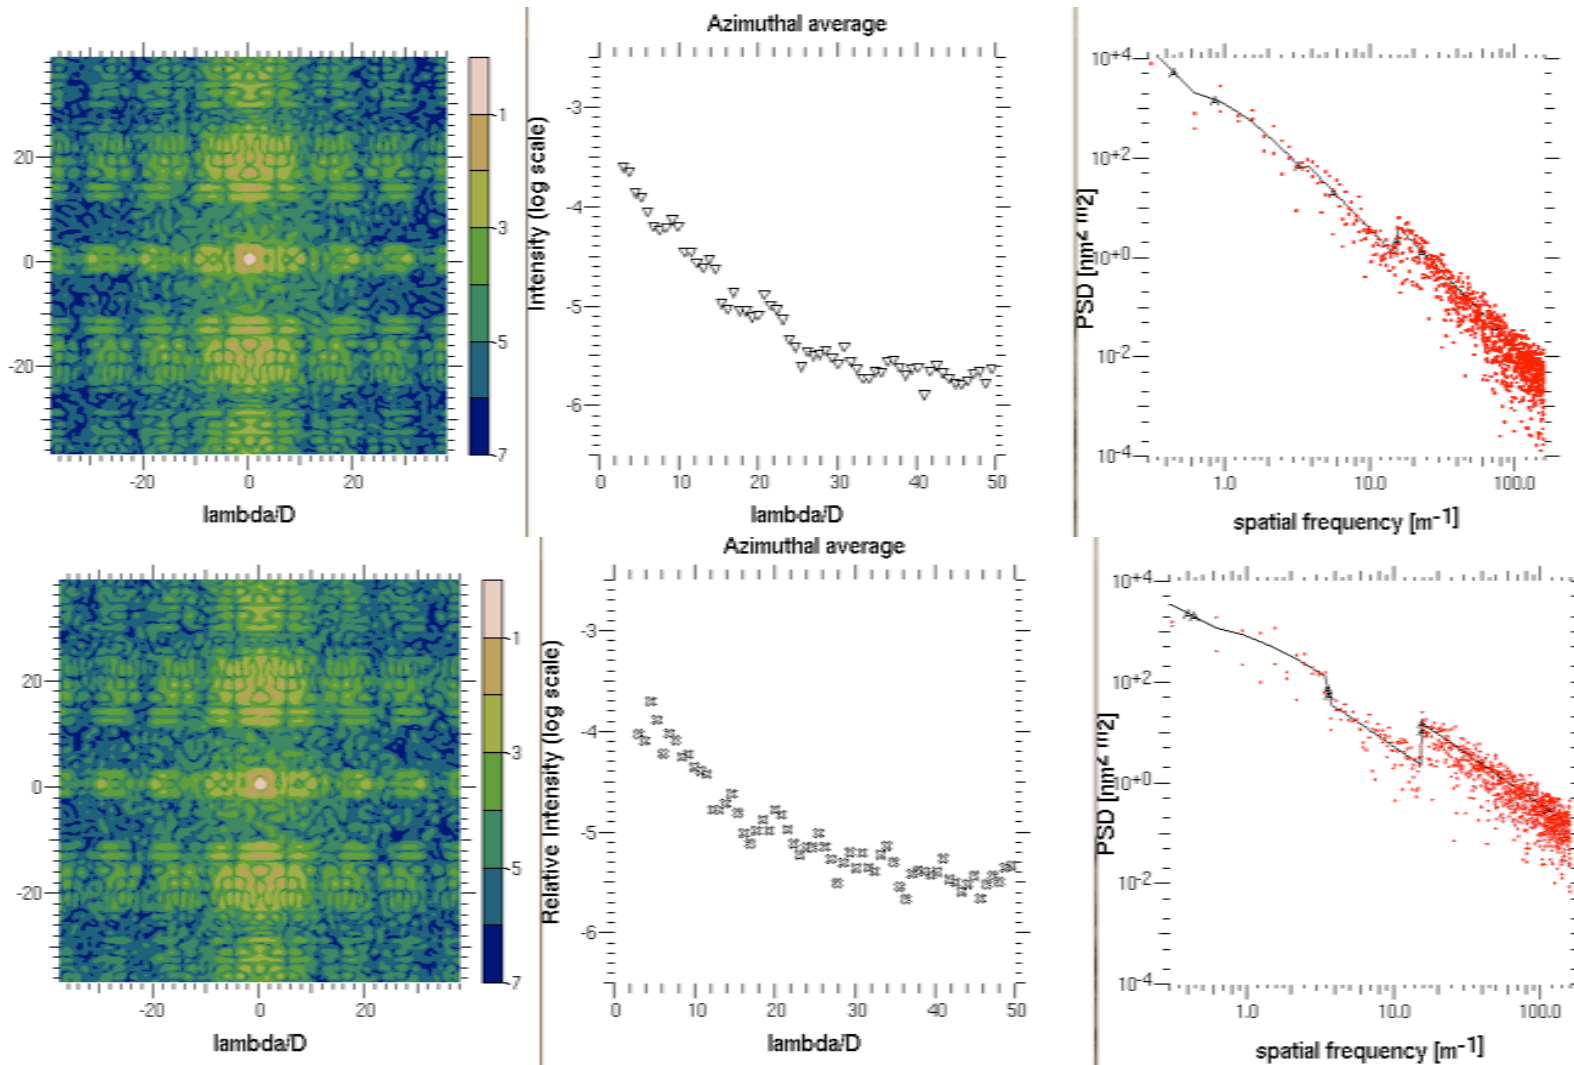 Azimuthal average
20
0
-20
-20 0 20
lambda/D
-1
-3
-5
-7
Intensity (log scale)
-3
-4
-5
-6
0 10 20 30 40 50
lambda/D
PSD [nm2 m2]
10+4
10+2
10+0
10-2
10-4
1.0 10.0 100.0
spatial frequency [m-1]
Azimuthal average
20
0
-20
-20 0 20
lambda/D
-1
-3
-5
-7
Relative Intensity (log scale)
-3
-4
-5
-6
0 10 20 30 40 50
lambda/D
PSD [nm2 m2]
10+4
10+2
10+0
10-2
10-4
1.0 10.0 100.0
spatial frequency [m-1]